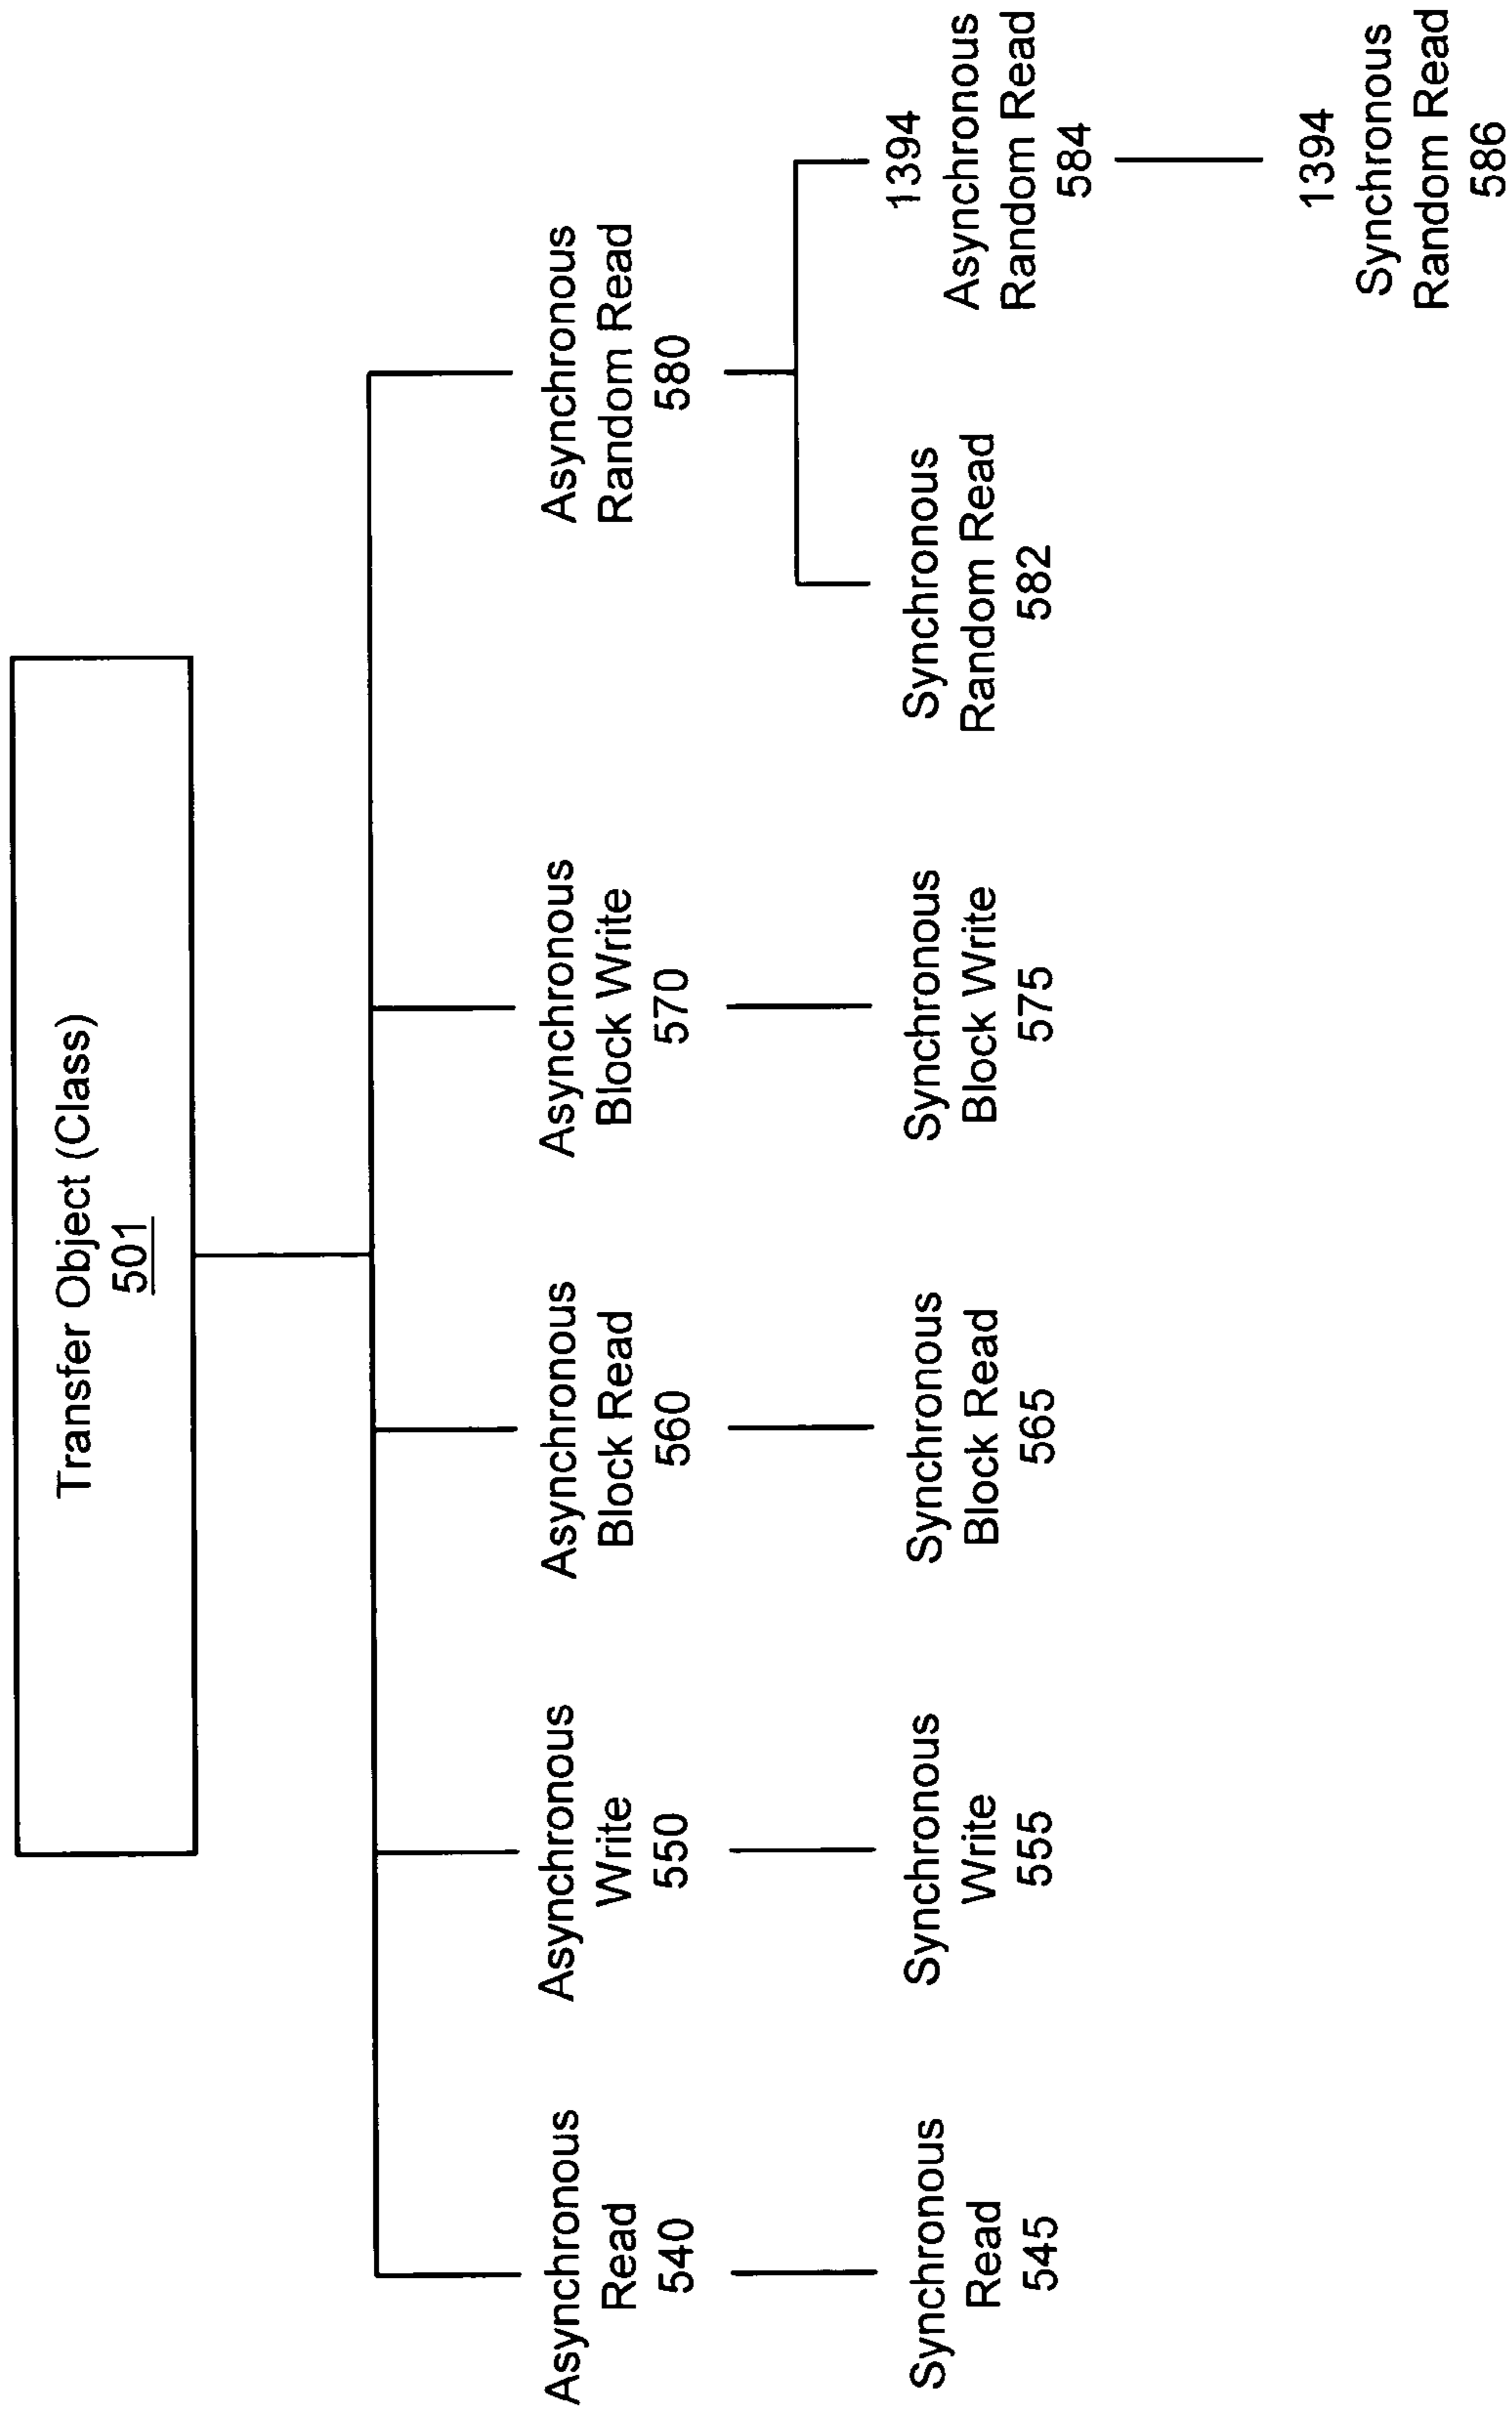 Transfer Object (Class)
501
Asynchronous
Read
540
Asynchronous
Write
550
Asynchronous
Block Read
560
Asynchronous
Block Write
570
Asynchronous
Random Read
580
Synchronous
Read
545
Synchronous
Write
555
Synchronous
Block Read
565
Synchronous
Block Write
575
Synchronous
Random Read
582
1394
Asynchronous
Random Read
584
1394
Synchronous
Random Read
586